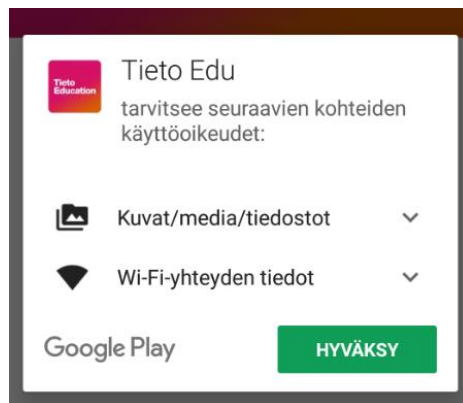 Tieto
Education
Tieto Edu
tarvitsee seuraavien kohteiden
käyttöoikeudet:
Kuvat/media/tiedostot
Wi-Fi-yhteyden tiedot
Google Play
HYVÄKSY